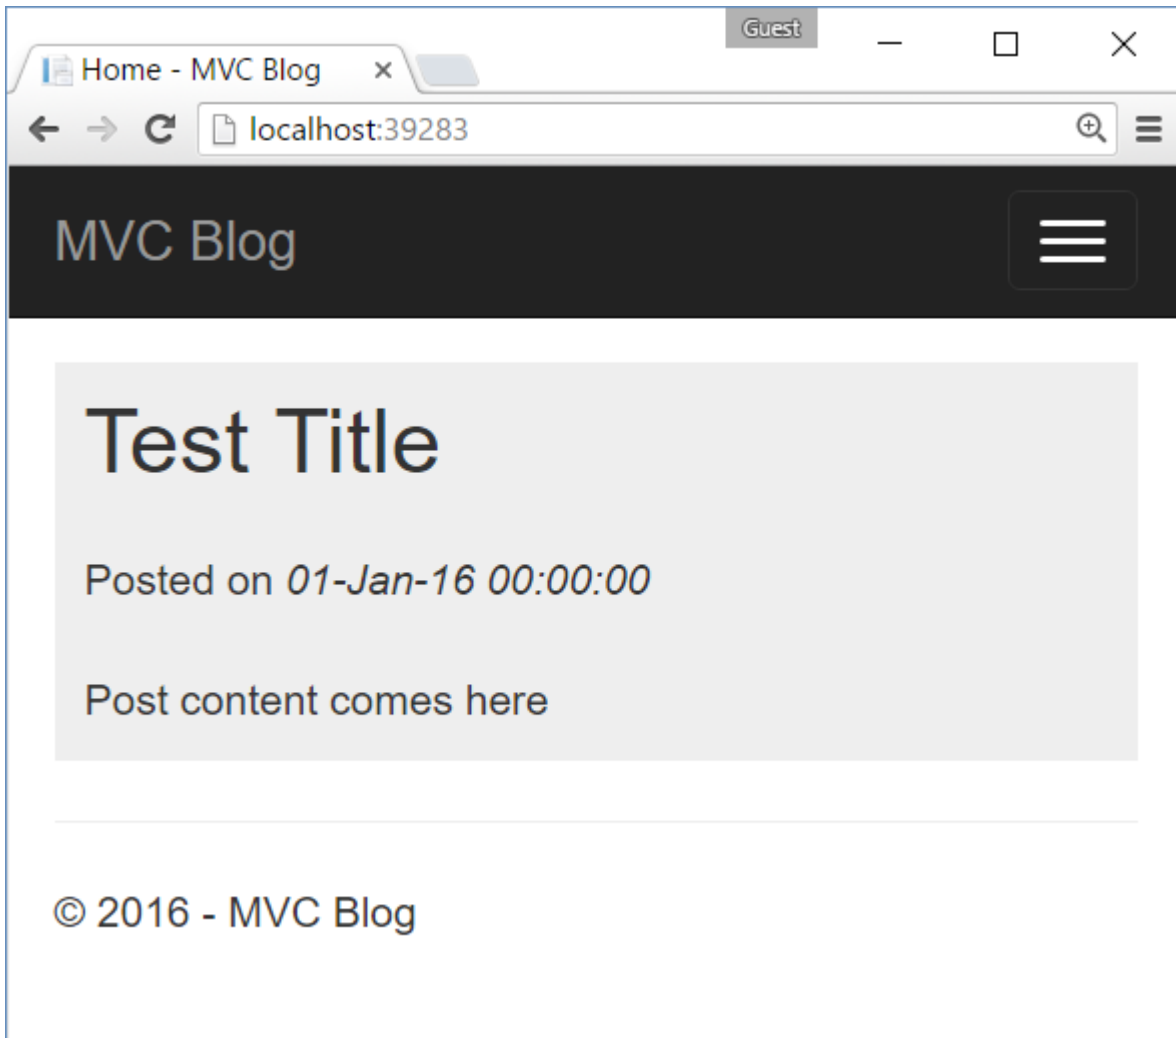 Guest
Home - MVC Blog
localhost:39283
MVC Blog
Test Title
Posted on 01-Jan-16 00:00:00
Post content comes here
© 2016 - MVC Blog